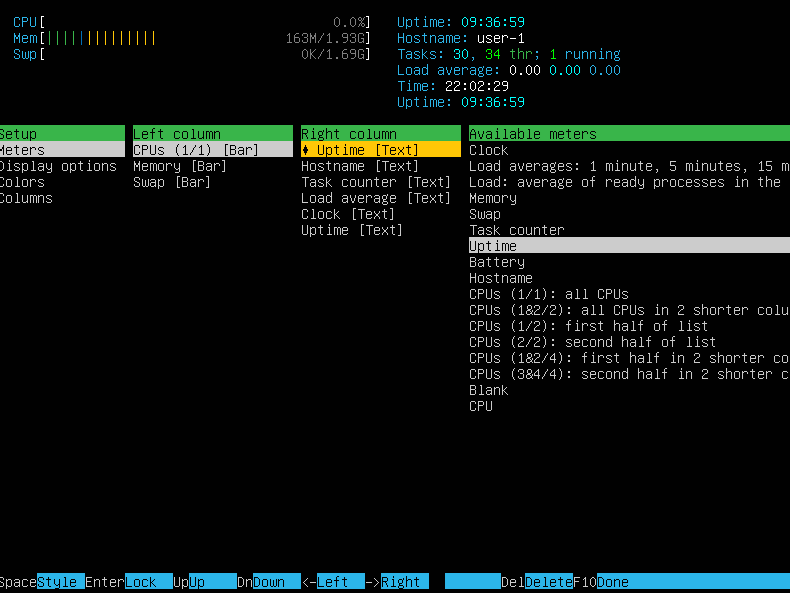 CPU[ 0.0%] Uptime: 09:36:59
Mem[|||||||||||||| 163M/1.93G] Hostname: user-1
Swp[ 0K/1.69G] Tasks: 30, 34 thr; 1 running
Load average: 0.00 0.00 0.00
Time: 22:02:29
Uptime: 09:36:59
Setup Left column Right column Available meters
Meters CPUs (1/1) [Bar] Uptime [Text] Clock
Display options Memory [Bar] Hostname [Text] Load averages: 1 minute, 5 minutes, 15 m
Colors Swap [Bar] Task counter [Text] Load: average of ready processes in the
Columns Load average [Text] Memory
Clock [Text] Swap
Uptime [Text] Task counter
Uptime
Battery
Hostname
CPUs (1/1): all CPUs
CPUs (1&2/2): all CPUs in 2 shorter colu
CPUs (1/2): first half of list
CPUs (2/2): second half of list
CPUs (1&2/4): first half in 2 shorter co
CPUs (3&4/4): second half in 2 shorter c
Blank
CPU
SpaceStyle EnterLock UpUp DnDown <-Left ->Right DelDeleteF10Done